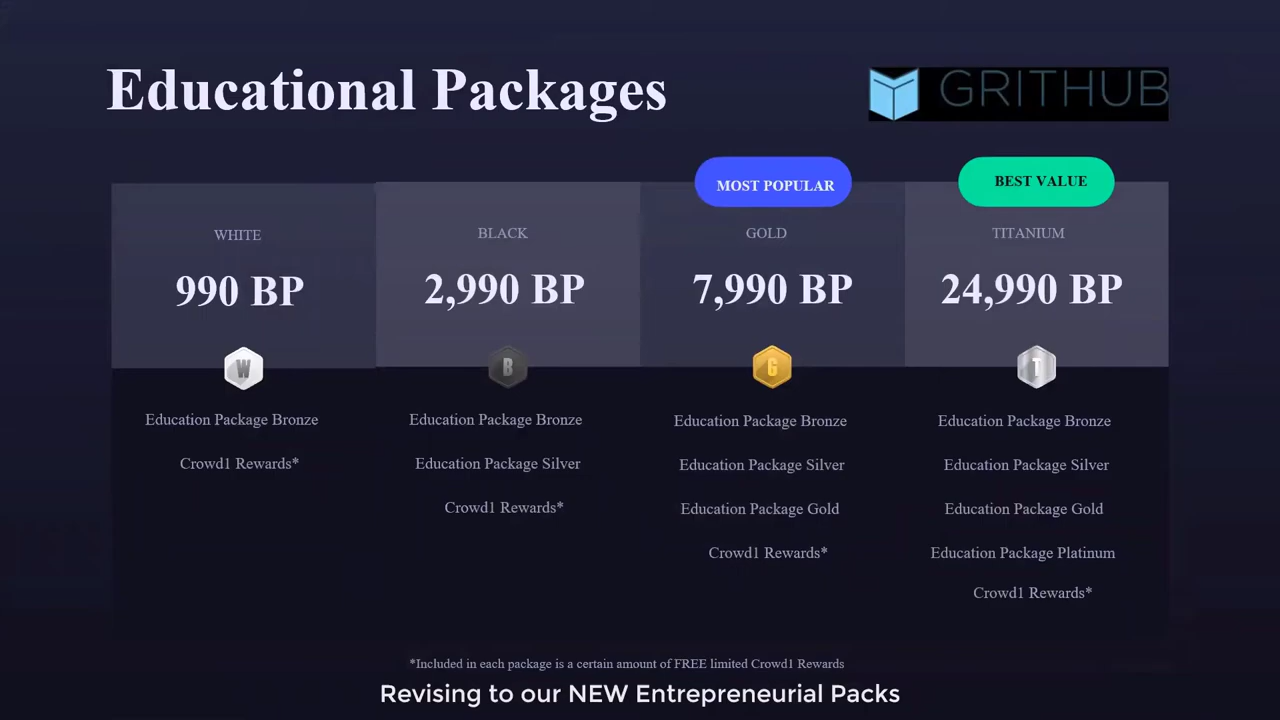 Educational Packages
GRITHUB
MOST POPULAR
BEST VALUE
WHITE
BLACK
GOLD
TITANIUM
990 BP
2,990 BP
7,990 BP
24,990 BP
W
B
G
T
Education Package Bronze
Crowd1 Rewards*
Education Package Bronze
Education Package Silver
Crowd1 Rewards*
Education Package Bronze
Education Package Silver
Education Package Gold
Crowd1 Rewards*
Education Package Bronze
Education Package Silver
Education Package Gold
Education Package Platinum
Crowd1 Rewards*
*Included in each package is a certain amount of FREE limited Crowd1 Rewards
Revising to our NEW Entrepreneurial Packs